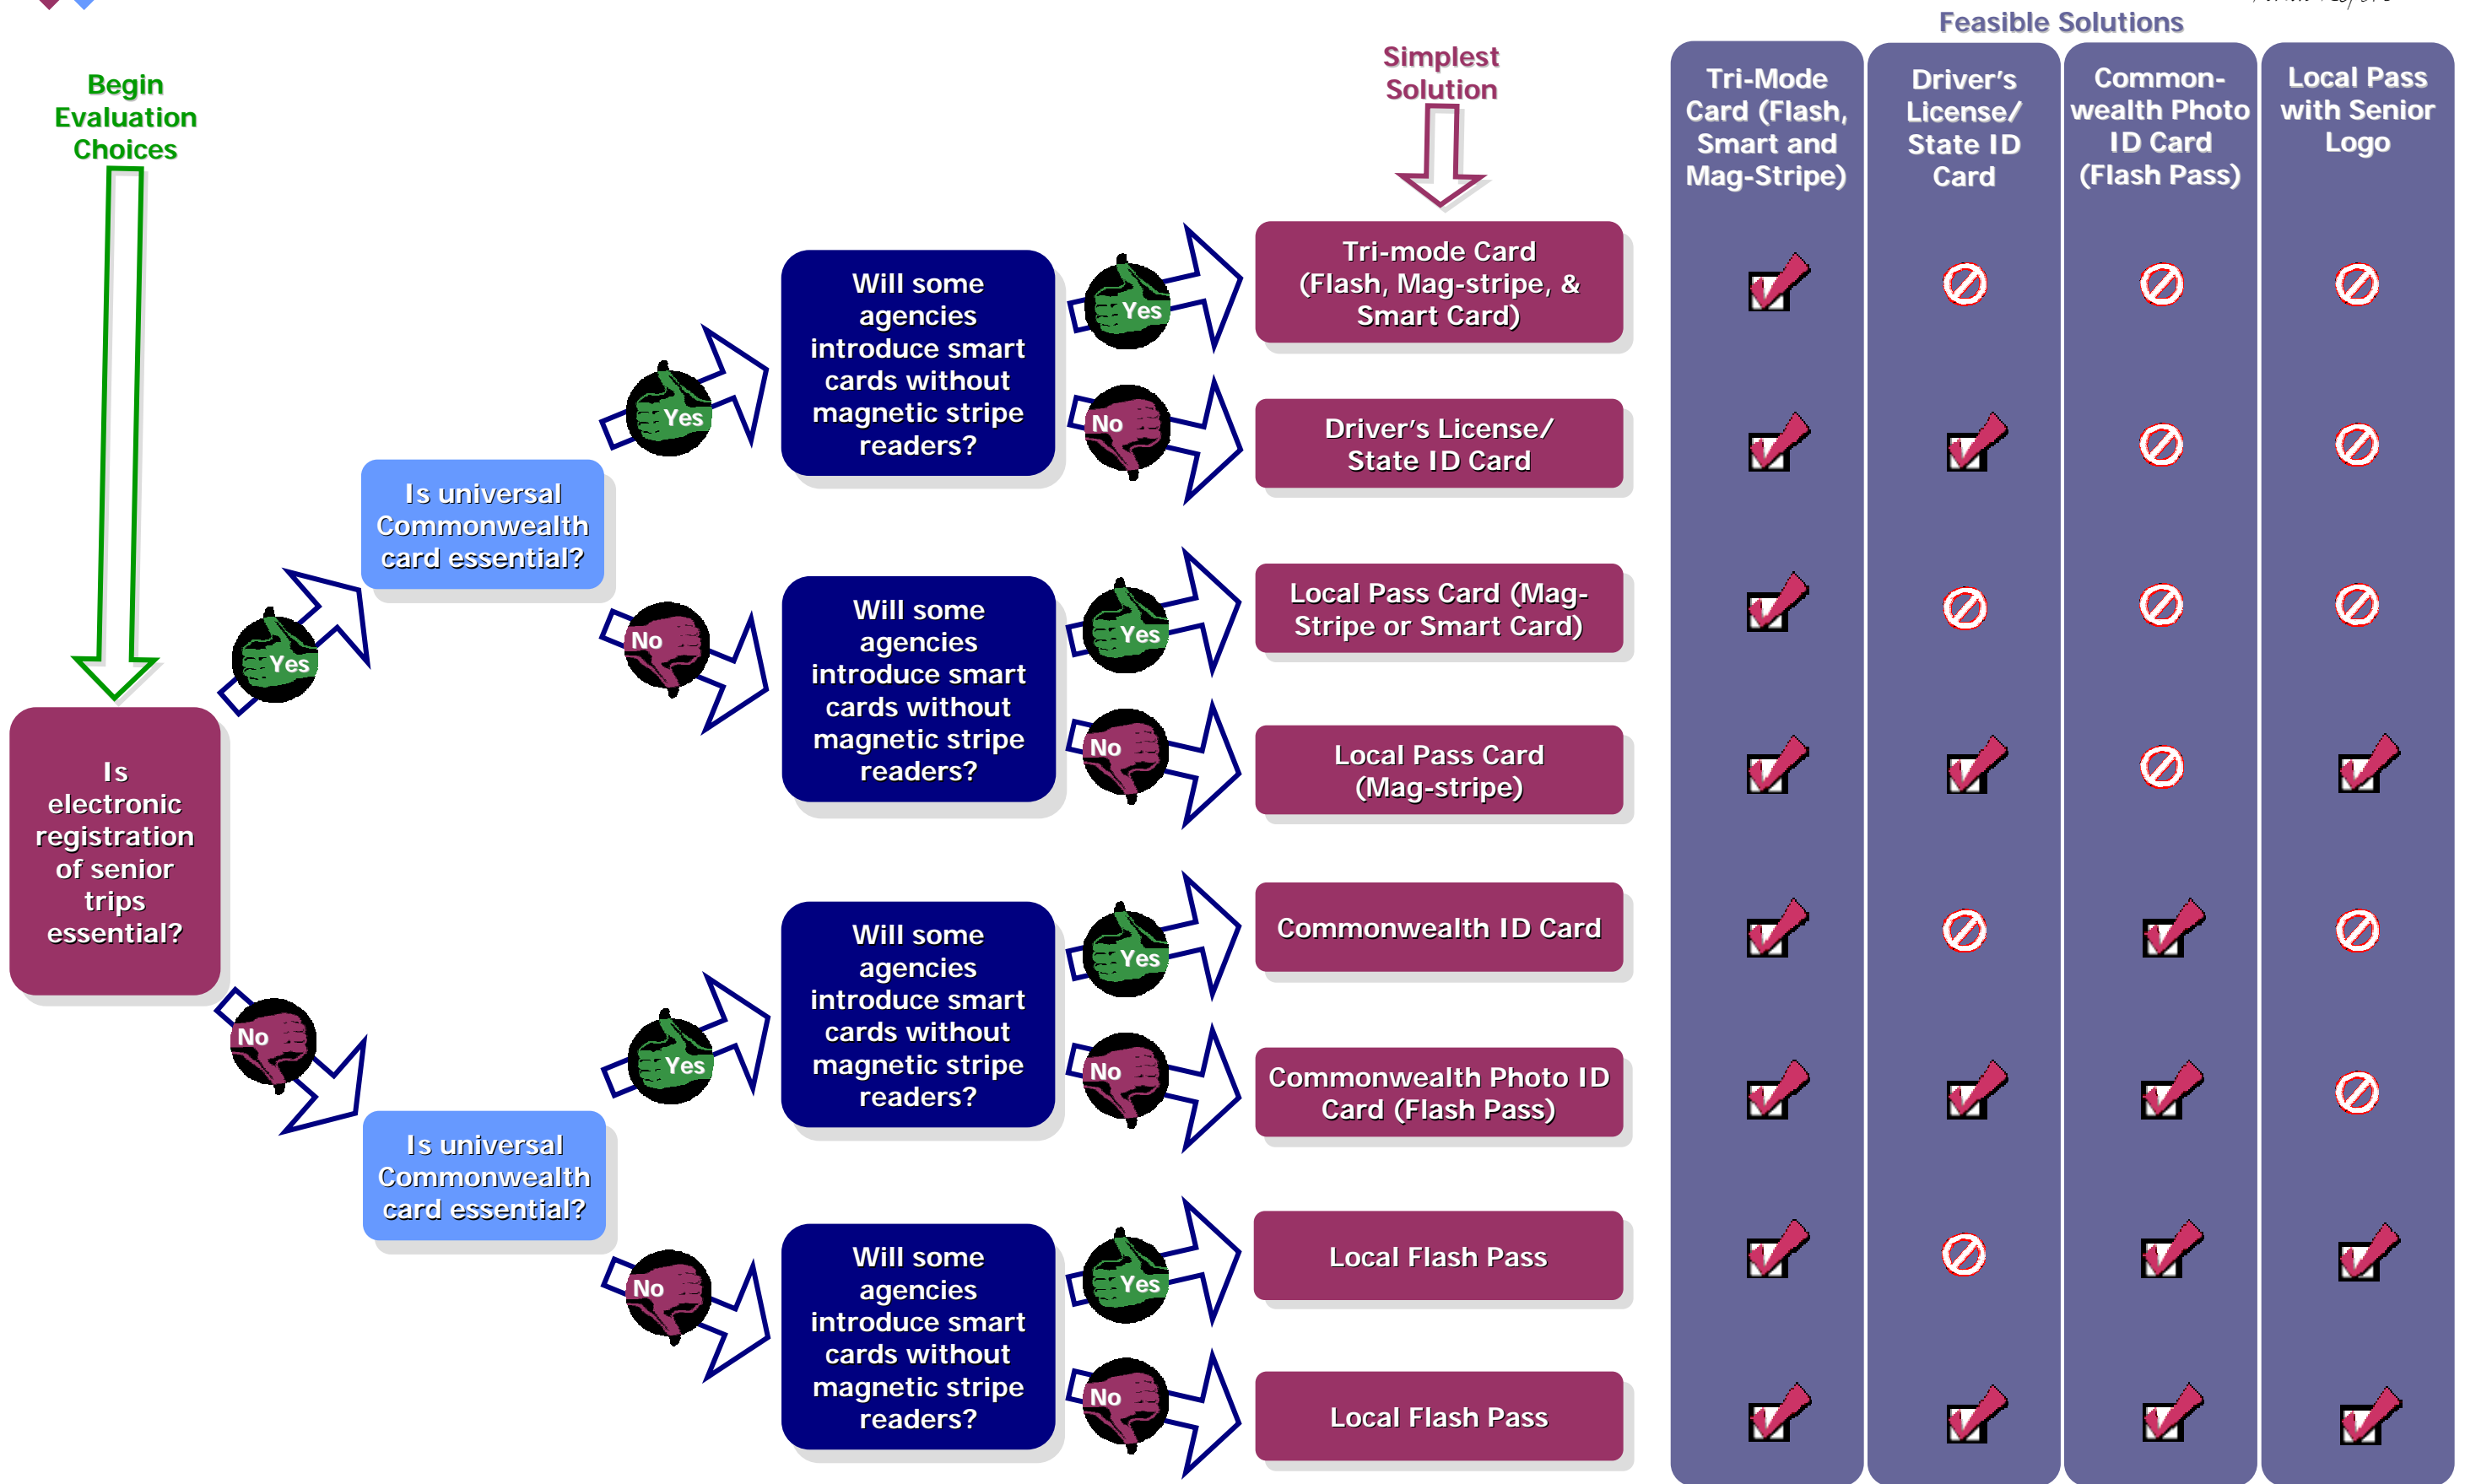 Feasible Solutions
Begin
Evaluation
Choices
Simplest
Solution
Tri-Mode
Card (Flash,
Smart and
Mag-Stripe)
Driver's
License/
State ID
Card
Common-
wealth Photo
ID Card
(Flash Pass)
Local Pass
with Senior
Logo
Is
electronic
registration
of senior
trips
essential?
Yes
No
Is universal
Commonwealth
card essential?
Yes
No
Is universal
Commonwealth
card essential?
Yes
No
Will some
agencies
introduce smart
cards without
magnetic stripe
readers?
Yes
No
Will some
agencies
introduce smart
cards without
magnetic stripe
readers?
Yes
No
Will some
agencies
introduce smart
cards without
magnetic stripe
readers?
Yes
No
Will some
agencies
introduce smart
cards without
magnetic stripe
readers?
Yes
No
Tri-mode Card
(Flash, Mag-stripe, &
Smart Card)
Driver's License/
State ID Card
Local Pass Card (Mag-
Stripe or Smart Card)
Local Pass Card
(Mag-stripe)
Commonwealth ID Card
Commonwealth Photo ID
Card (Flash Pass)
Local Flash Pass
Local Flash Pass